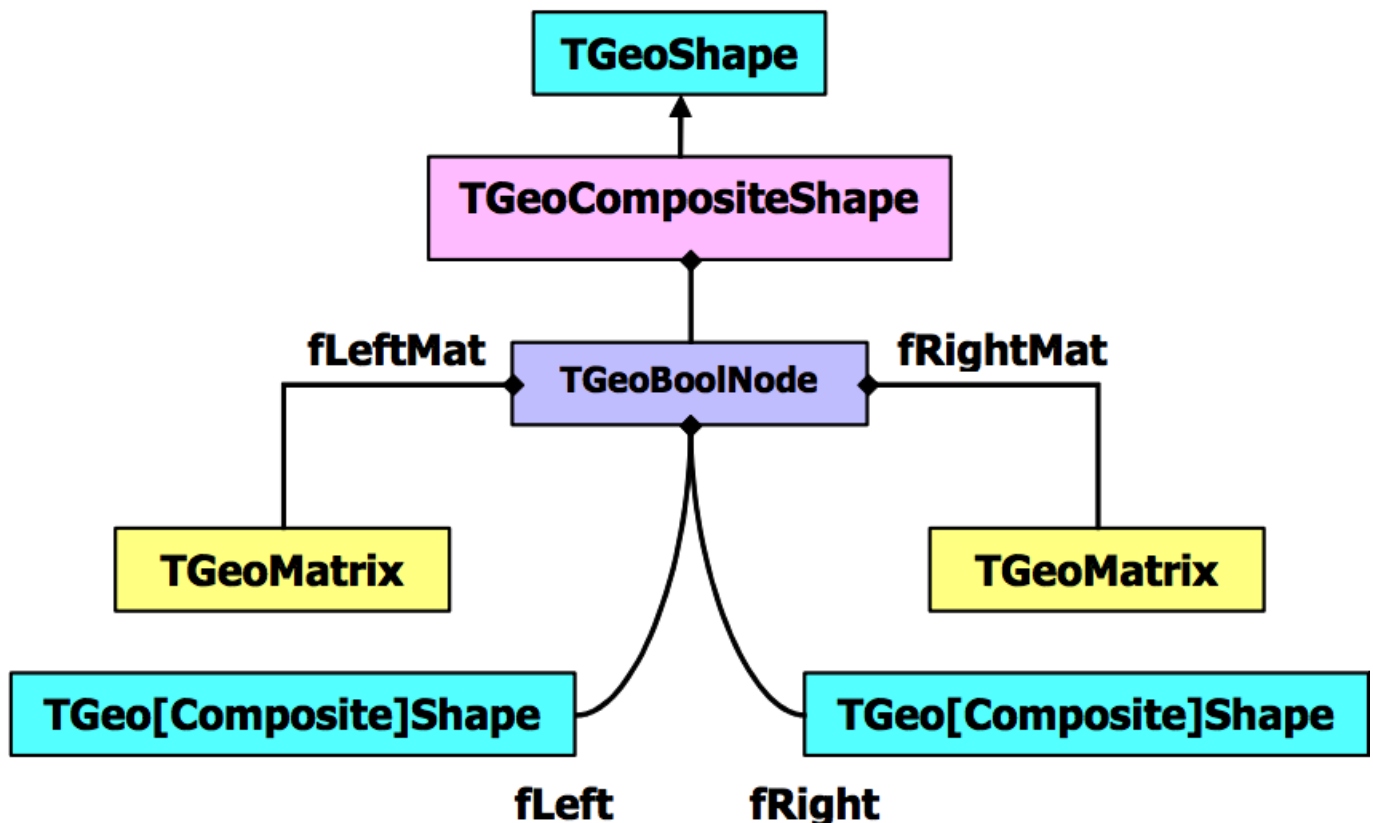 TGeoShape
TGeoCompositeShape
fLeftMat
TGeoBoolNode
fRightMat
TGeoMatrix
TGeoMatrix
TGeo[Composite]Shape
TGeo[Composite]Shape
fLeft
fRight